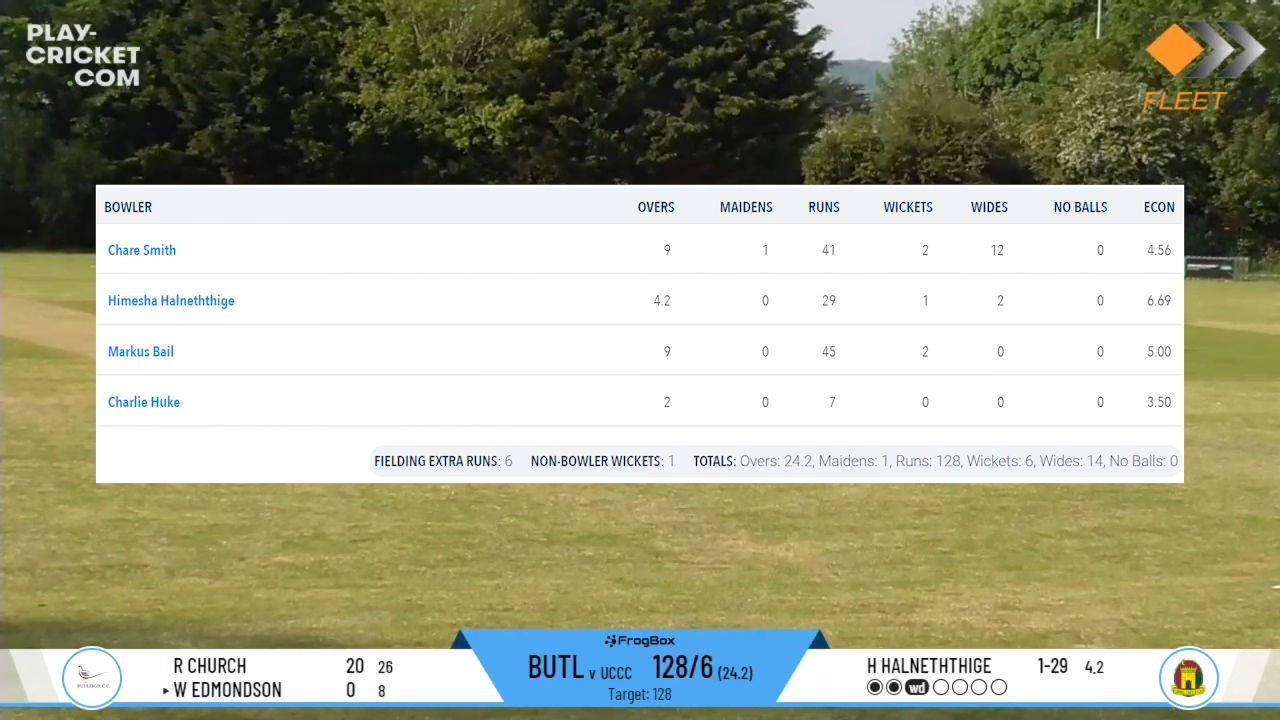 PLAY-
CRICKET
.COM
FLEET
BOWLER OVERS MAIDENS RUNS WICKETS WIDES NO BALLS ECON
Chare Smith 9 1 41 2 12 0 4.56
Himesha Halneththige 4.2 0 29 1 2 0 6.69
Markus Bail 9 0 45 2 0 0 5.00
Charlie Huke 2 0 7 0 0 0 3.50
FIELDING EXTRA RUNS: 6 NON-BOWLER WICKETS: 1 TOTALS: Overs: 24.2, Maidens: 1, Runs: 128, Wickets: 6, Wides: 14, No Balls: 0
FrogBox
R CHURCH 20 26
W EDMONDSON 0 8
BUTL v UCCC 128/6 (24.2)
Target: 128
H HALNETHTHIGE 1-29 4.2
wd